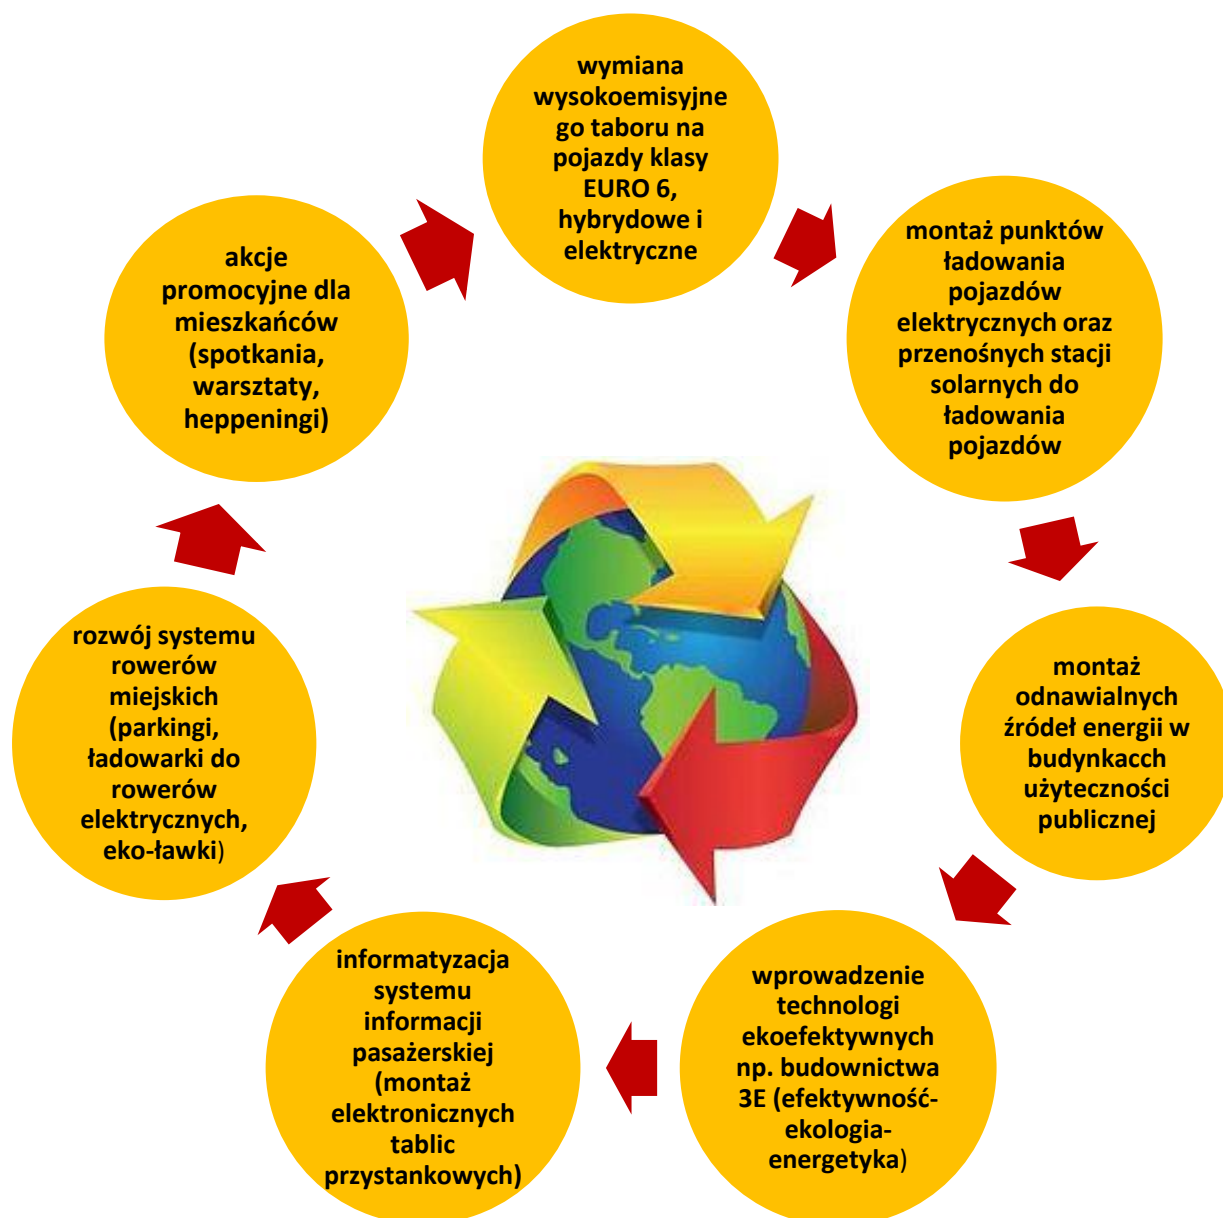 wymiana
wysokoemisyjne
go taboru na
pojazdy klasy
EURO 6,
hybrydowe i
elektryczne
montaż punktów
ładowania
pojazdów
elektrycznych oraz
przenośnych stacji
solarnych do
ładowania
pojazdów
montaż
odnawialnych
źródeł energii w
budynkacch
użyteczności
publicznej
wprowadzenie
technologi
ekoefektywnych
np. budownictwa
3E (efektywność-
ekologia-
energetyka)
informatyzacja
systemu
informacji
pasażerskiej
(montaż
elektronicznych
tablic
przystankowych)
rozwój systemu
rowerów
miejskich
(parkingi,
ładowarki do
rowerów
elektrycznych,
eko-ławki)
akcje
promocyjne dla
mieszkańców
(spotkania,
warsztaty,
heppeningi)